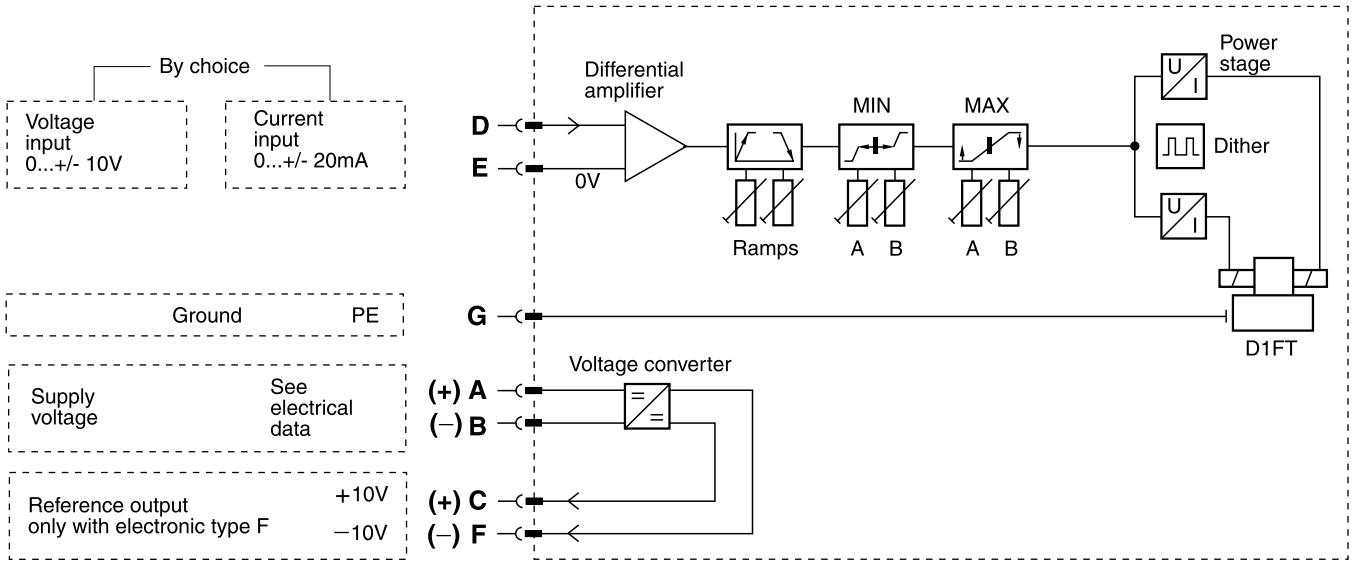 By choice
Voltage
input
0...+/- 10V
Current
input
0...+/- 20mA
Differential
amplifier
D
E
0V
MIN
MAX
Ramps
A B
A B
U
I
Power
stage
Dither
U
I
D1FT
Ground PE
G
Supply
voltage
See
electrical
data
(+) A
(−) B
Voltage converter
Reference output
only with electronic type F
+10V
−10V
(+) C
(−) F